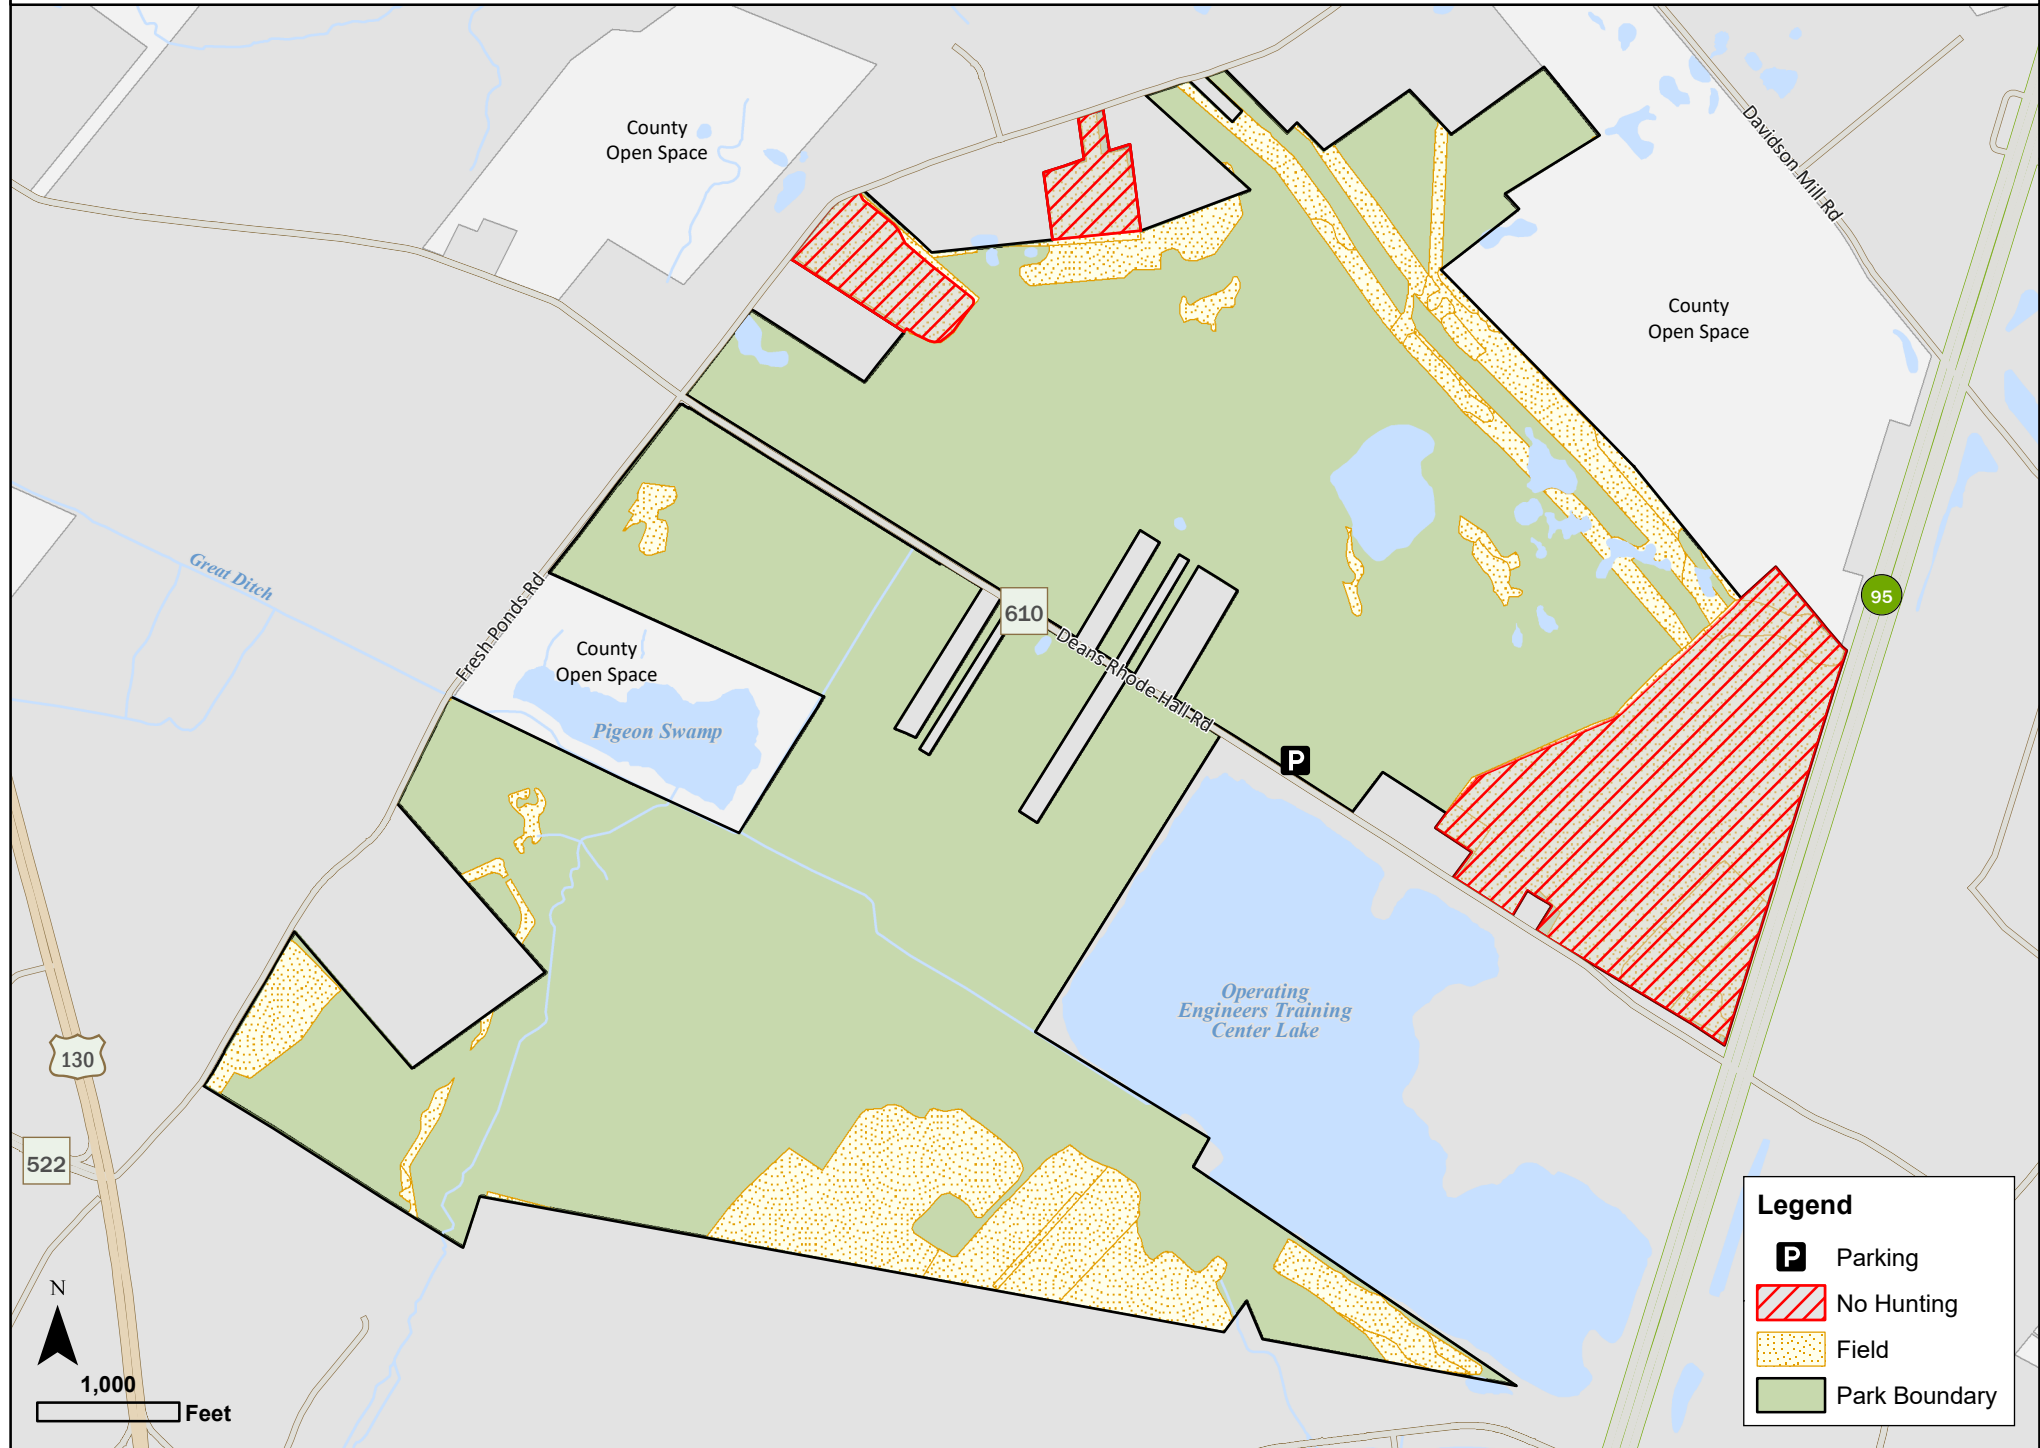 County
Open Space
Davidson Mill Rd
County
Open Space
Great Ditch
Fresh Ponds Rd
610
95
Deans Rhode Hall Rd
County
Open Space
Pigeon Swamp
P
Operating
Engineers Training
Center Lake
130
522
Legend
P Parking
No Hunting
Field
Park Boundary
N
1,000
Feet